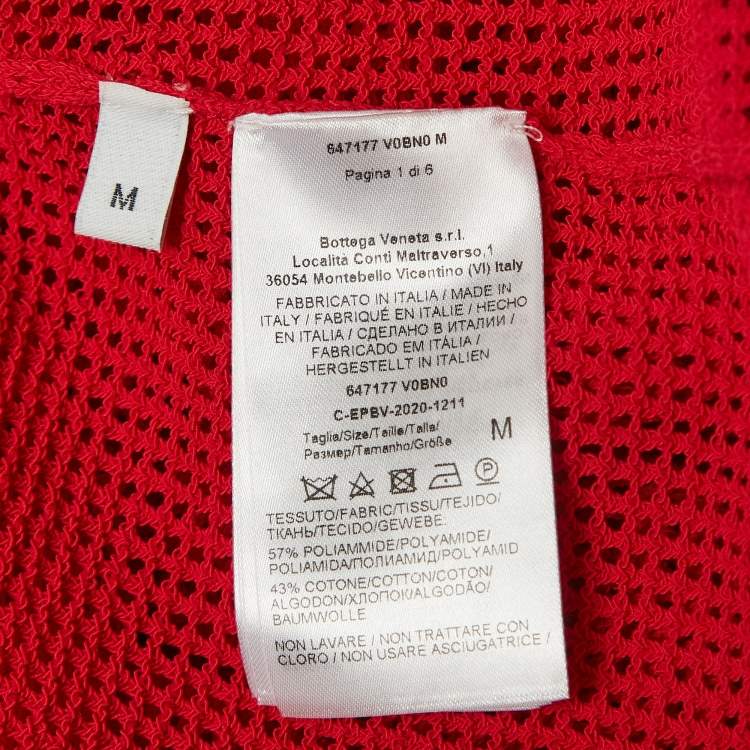 M
647177 V0BN0 M
Pagina 1 di 6
Bottega Veneta s.r.l.
Località Conti Maltraverso,1
36054 Montebello Vicentino (VI) Italy
FABBRICATO IN ITALIA / MADE IN
ITALY / FABRIQUÉ EN ITALIE / HECHO
EN ITALIA / СДЕЛАНО В ИТАЛИИ /
FABRICADO EM ITÁLIA /
HERGESTELLT IN ITALIEN
647177 V0BN0
C-EPBV-2020-1211
Taglia/Size/Taille/Talla/
Размер/Tamanho/Größe
M
P
TESSUTO/FABRIC/TISSU/TEJIDO/
ТКАНЬ/TECIDO/GEWEBE:
57% POLIAMMIDE/POLYAMIDE/
POLIAMIDA/ПОЛИАМИД/POLYAMID
43% COTONE/COTTON/COTON/
ALGODON/ХЛОПОК/ALGODÃO/
BAUMWOLLE
NON LAVARE / NON TRATTARE CON
CLORO / NON USARE ASCIUGATRICE /